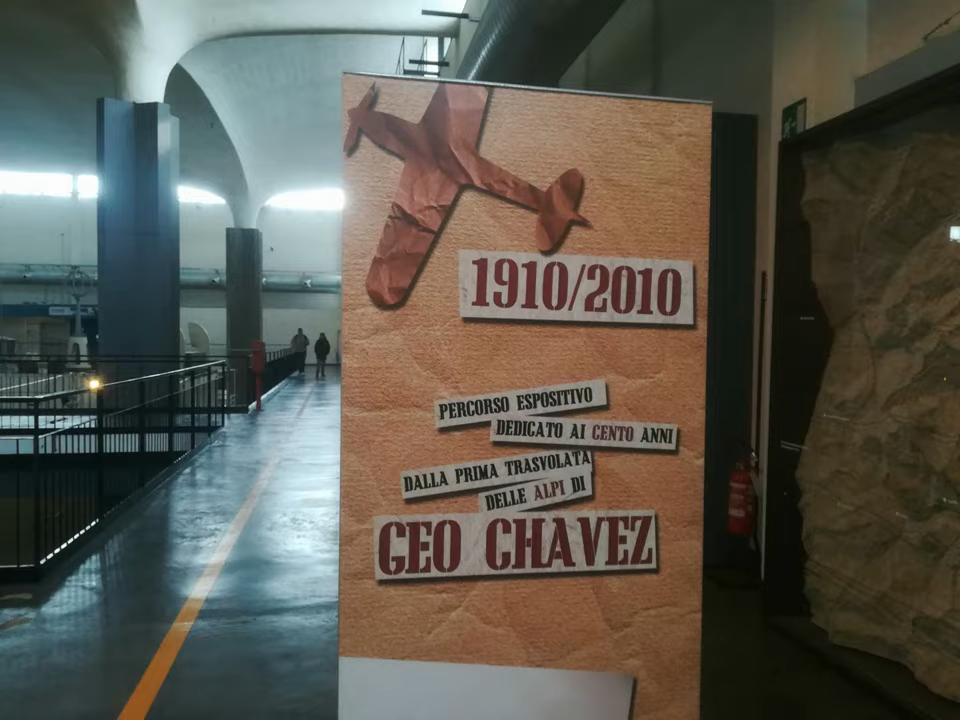 1910/2010
PERCORSO ESPOSITIVO
DEDICATO AI CENTO ANNI
DALLA PRIMA TRASVOLATA
DELLE ALPI DI
GEO CHAVEZ